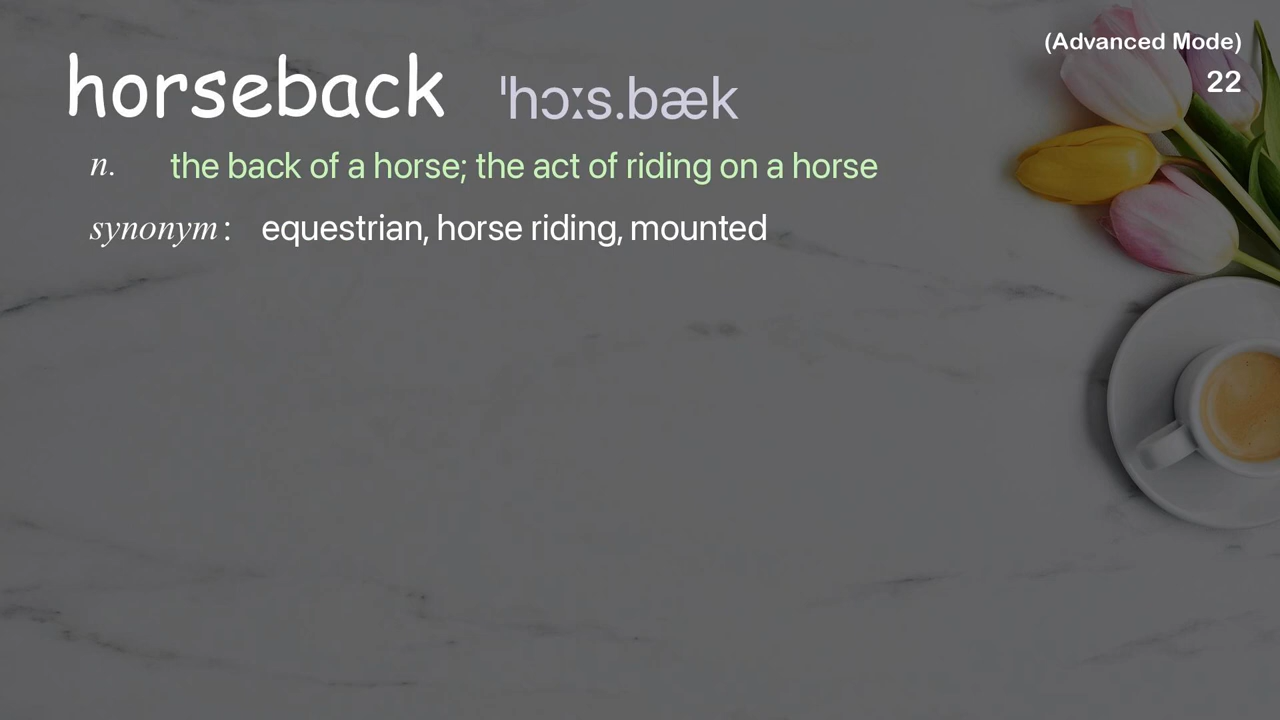 (Advanced Mode)
22
horseback ˈhɔːs.bæk
n. the back of a horse; the act of riding on a horse
synonym: equestrian, horse riding, mounted